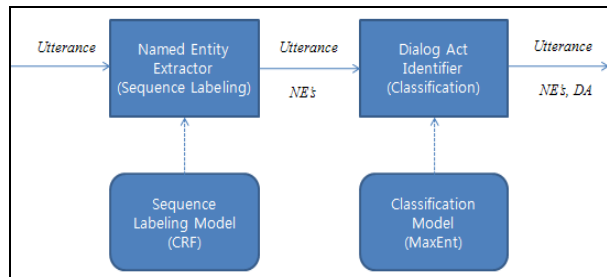 Utterance
Named Entity
Extractor
(Sequence Labeling)
Utterance
NE's
Dialog Act
Identifier
(Classification)
Utterance
NE's, DA
Sequence
Labeling Model
(CRF)
Classification
Model
(MaxEnt)